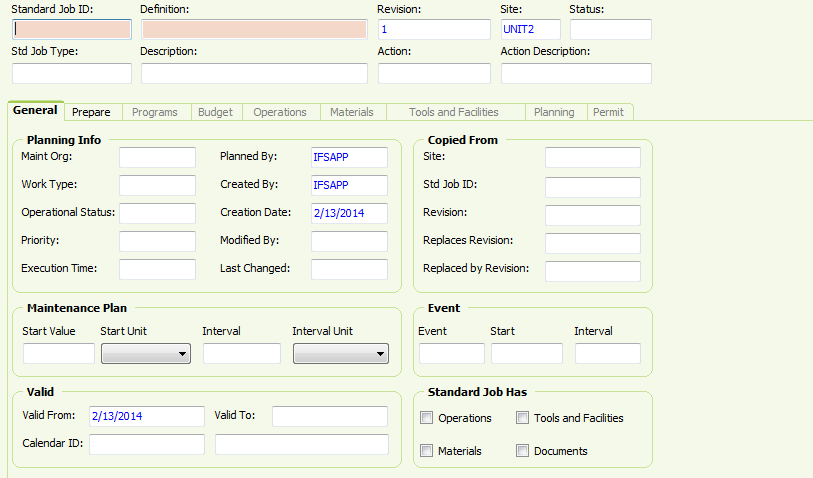 Standard Job ID: Definition: Revision: Site: Status:
1 UNIT2
Std Job Type: Description: Action: Action Description:
General Prepare Programs Budget Operations Materials Tools and Facilities Planning Permit
Planning Info Copied From
Maint Org: Planned By: IFSAPP Site:
Work Type: Created By: IFSAPP Std Job ID:
Operational Status: Creation Date: 2/13/2014 Revision:
Priority: Modified By: Replaces Revision:
Execution Time: Last Changed: Replaced by Revision:
Maintenance Plan Event
Start Value Start Unit Interval Interval Unit Event Start Interval
Valid Standard Job Has
Valid From: 2/13/2014 Valid To: Operations Tools and Facilities
Calendar ID: Materials Documents